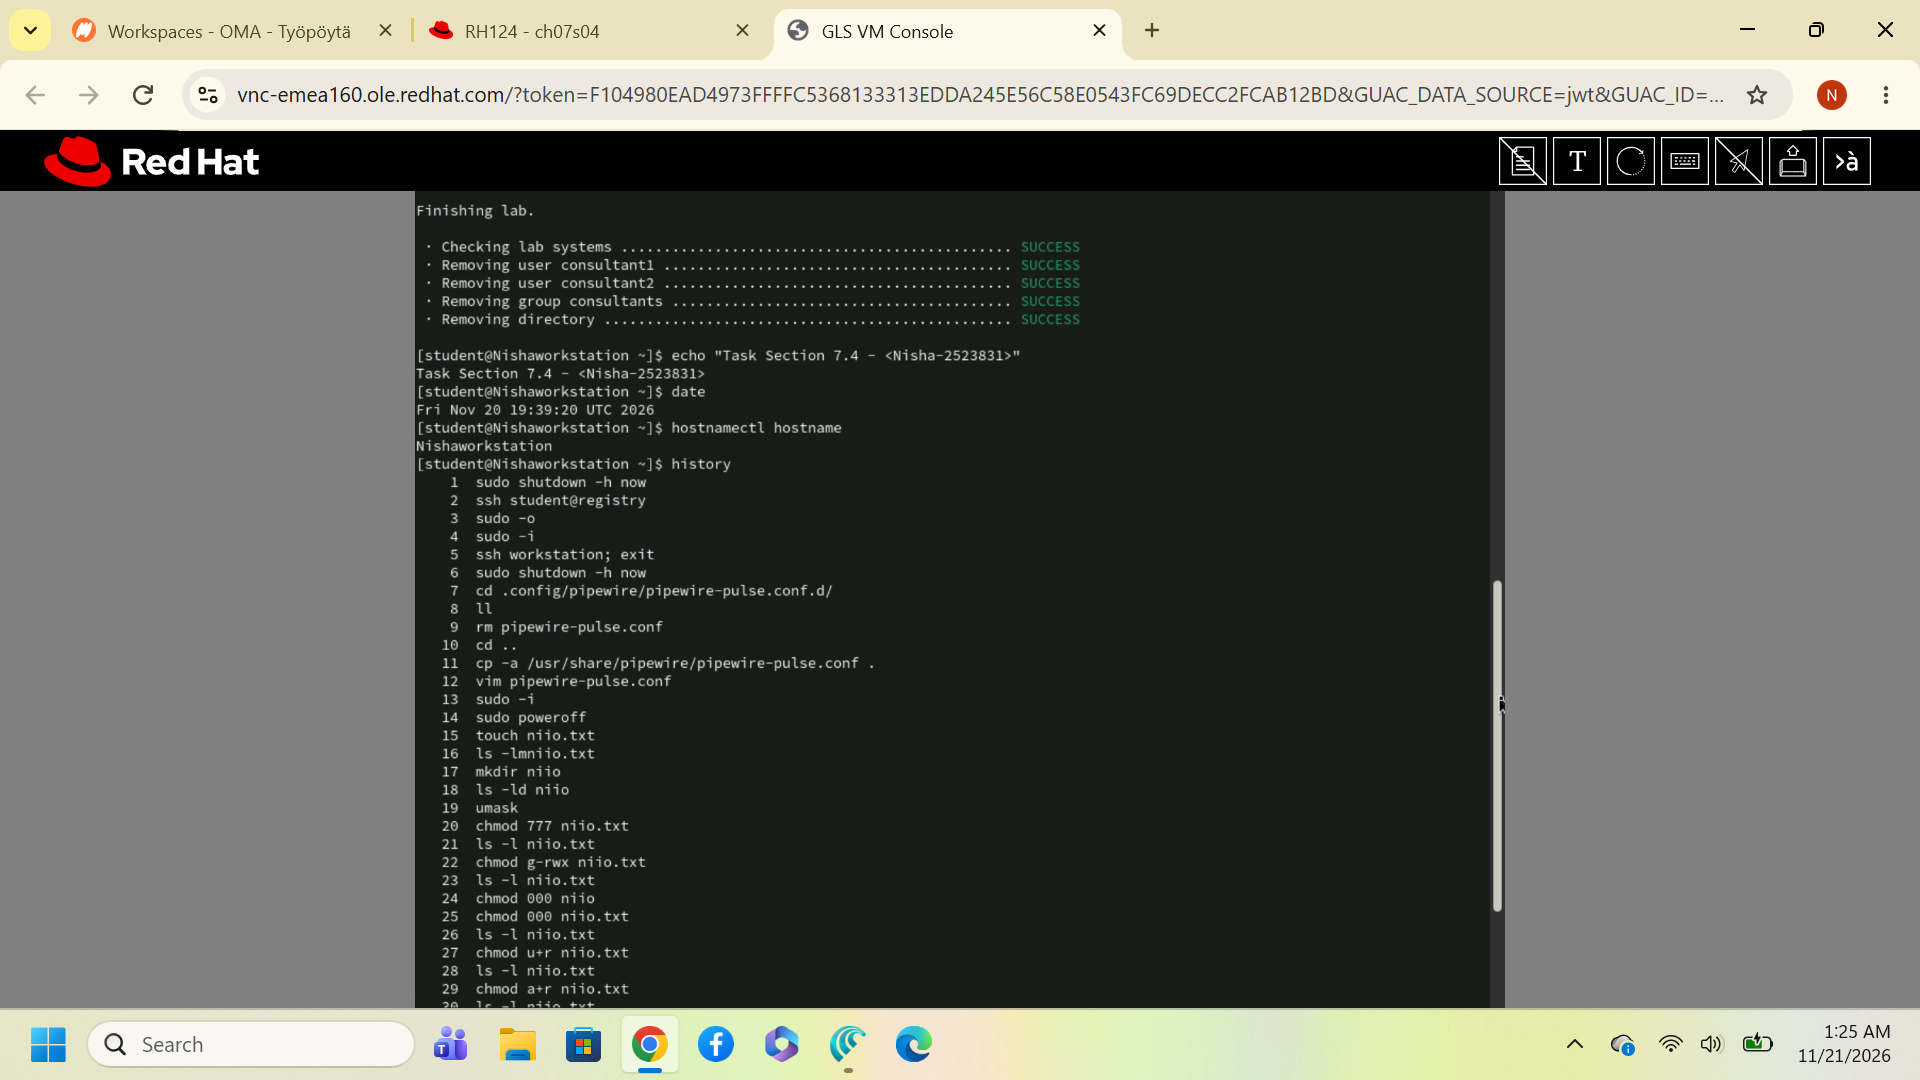 Workspaces - OMA - Työpöytä
RH124 - ch07s04
GLS VM Console
vnc-emea160.ole.redhat.com/?token=F104980EAD4973FFFFC5368133313EDDA245E56C58E0543FC69DECC2FCAB12BD&GUAC_DATA_SOURCE=jwt&GUAC_ID=...
N
Red Hat
T
>à
Finishing lab.
· Checking lab systems .............................................. SUCCESS
· Removing user consultant1 ......................................... SUCCESS
· Removing user consultant2 ......................................... SUCCESS
· Removing group consultants ........................................ SUCCESS
· Removing directory ................................................ SUCCESS
[student@Nishaworkstation ~]$ echo "Task Section 7.4 - <Nisha-2523831>"
Task Section 7.4 - <Nisha-2523831>
[student@Nishaworkstation ~]$ date
Fri Nov 20 19:39:20 UTC 2026
[student@Nishaworkstation ~]$ hostnamectl hostname
Nishaworkstation
[student@Nishaworkstation ~]$ history
1 sudo shutdown -h now
2 ssh student@registry
3 sudo -o
4 sudo -i
5 ssh workstation; exit
6 sudo shutdown -h now
7 cd .config/pipewire/pipewire-pulse.conf.d/
8 ll
9 rm pipewire-pulse.conf
10 cd ..
11 cp -a /usr/share/pipewire/pipewire-pulse.conf .
12 vim pipewire-pulse.conf
13 sudo -i
14 sudo poweroff
15 touch niio.txt
16 ls -lmniio.txt
17 mkdir niio
18 ls -ld niio
19 umask
20 chmod 777 niio.txt
21 ls -l niio.txt
22 chmod g-rwx niio.txt
23 ls -l niio.txt
24 chmod 000 niio
25 chmod 000 niio.txt
26 ls -l niio.txt
27 chmod u+r niio.txt
28 ls -l niio.txt
29 chmod a+r niio.txt
30 ls -l niio.txt
Search
1:25 AM
11/21/2026